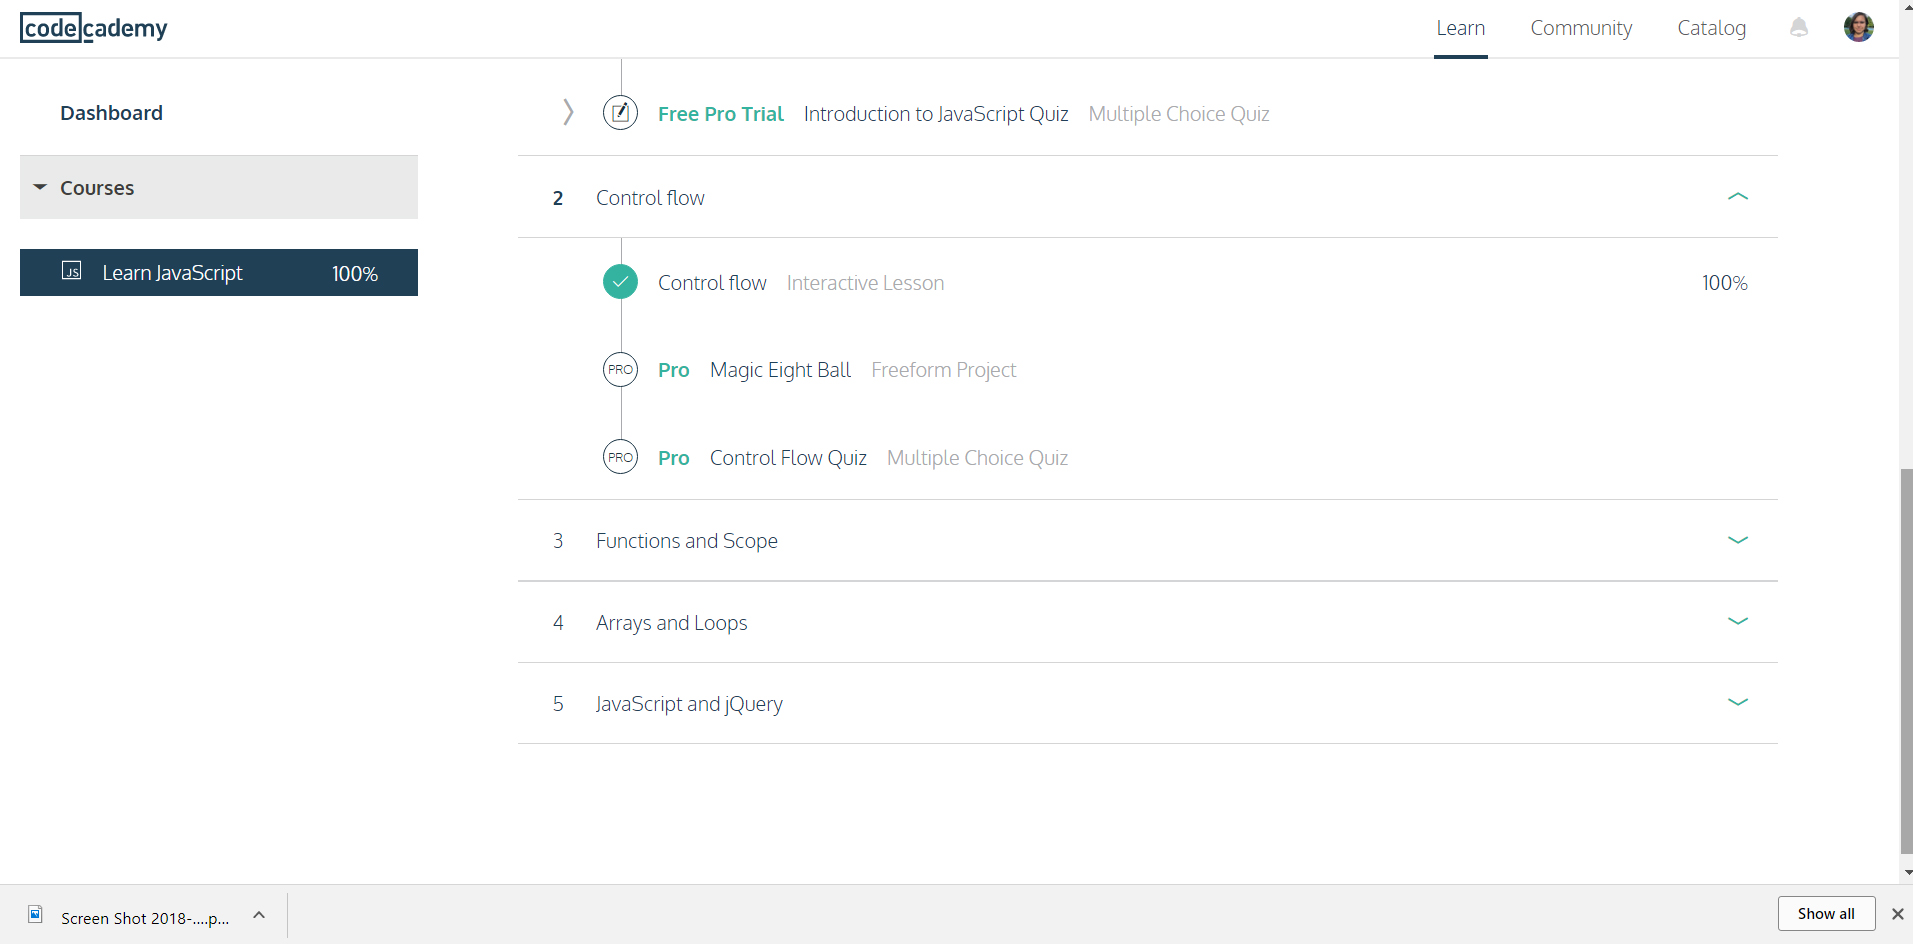 codecademy
Learn Community Catalog
Dashboard
Courses
JS Learn JavaScript 100%
Free Pro Trial Introduction to JavaScript Quiz Multiple Choice Quiz
2 Control flow
Control flow Interactive Lesson 100%
PRO Pro Magic Eight Ball Freeform Project
PRO Pro Control Flow Quiz Multiple Choice Quiz
3 Functions and Scope
4 Arrays and Loops
5 JavaScript and jQuery
Screen Shot 2018-....p... Show all